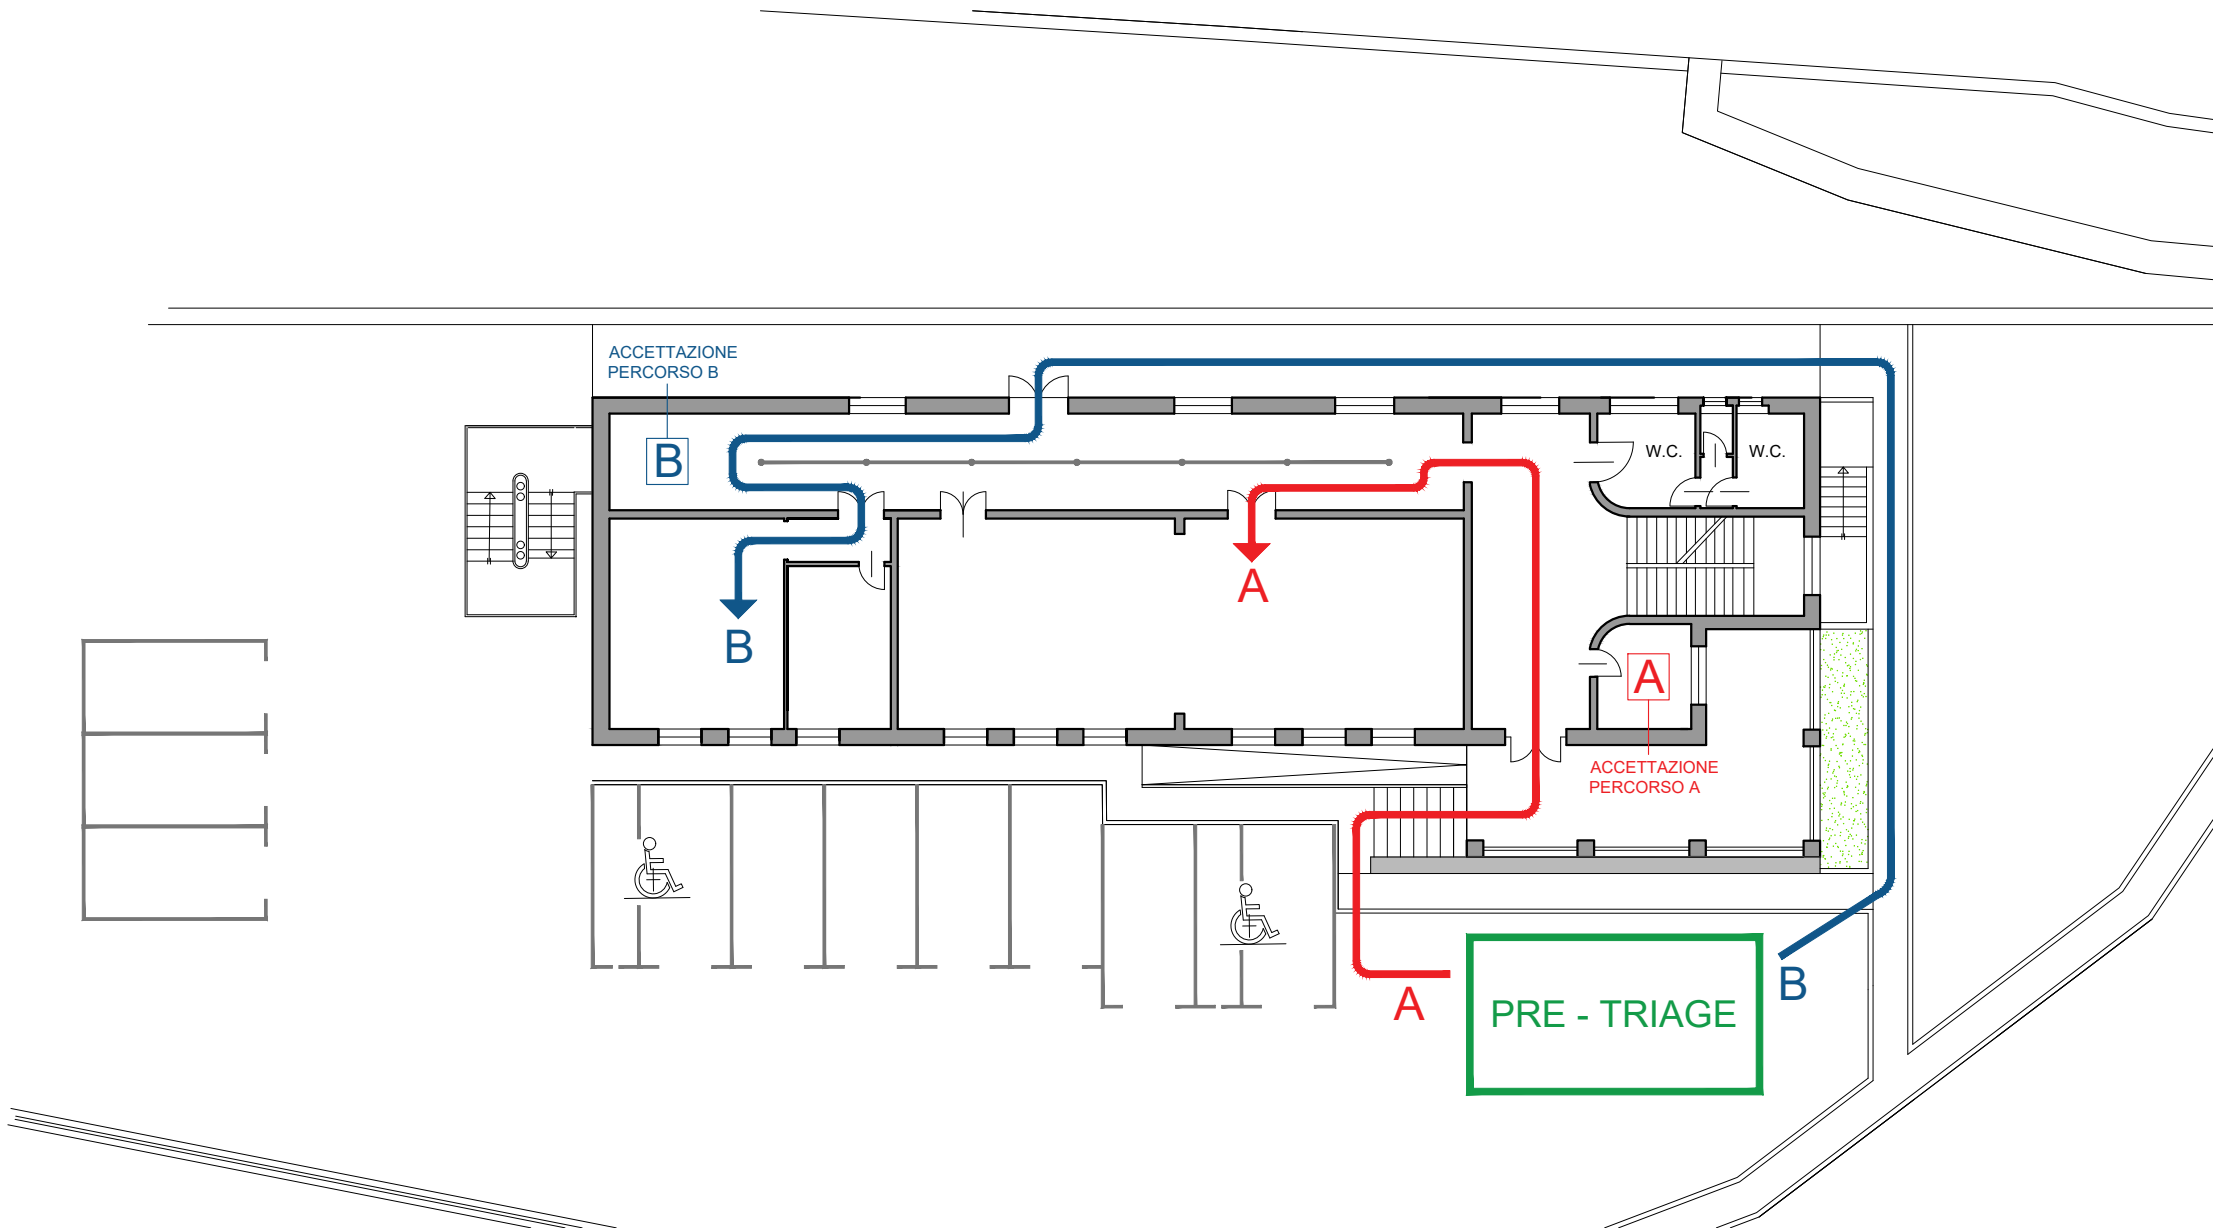 ACCETTAZIONE
PERCORSO B
B
W.C.
W.C.
A
B
A
ACCETTAZIONE
PERCORSO A
A
B
PRE - TRIAGE